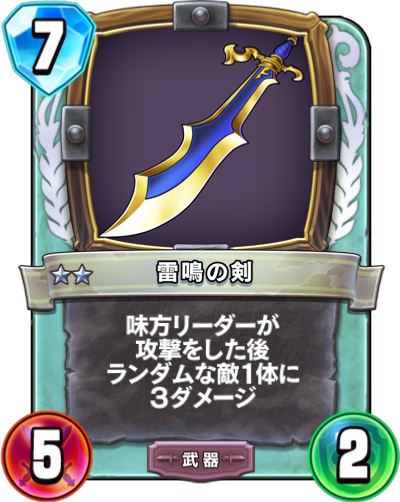 7
雷鳴の剣
味方リーダーが
攻撃をした後
ランダムな敵1体に
3ダメージ
5
武器
2